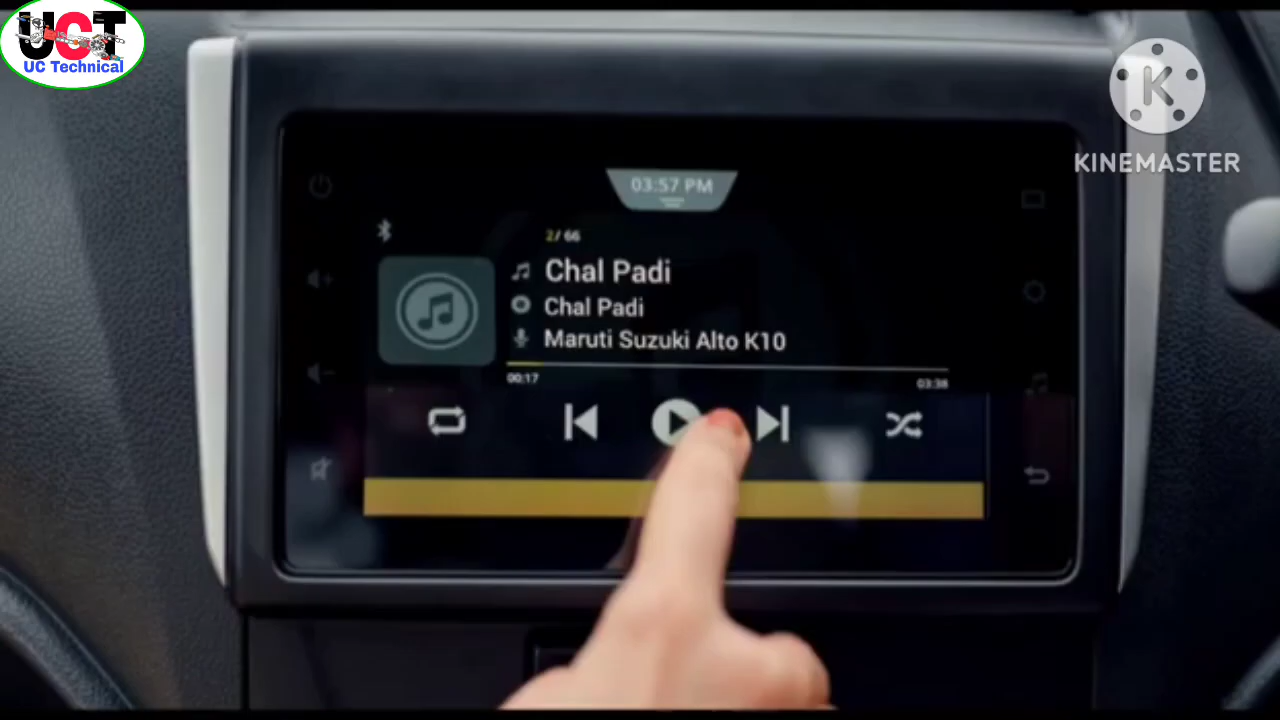 UCT
UC Technical
K
KINEMASTER
03:57 PM
2/ 66
Chal Padi
Chal Padi
Maruti Suzuki Alto K10
00:17
03:38